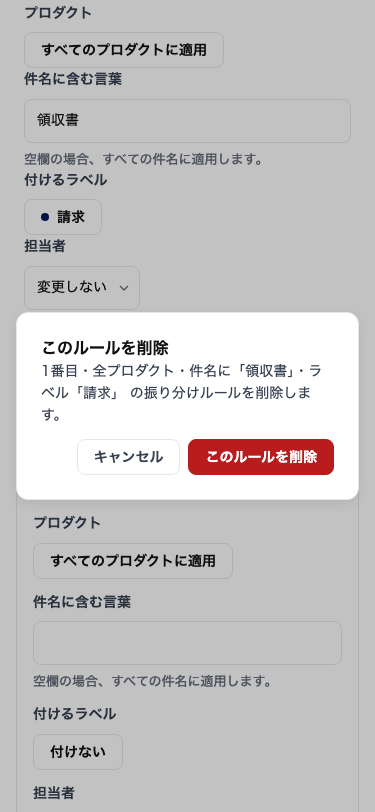 プロダクト
すべてのプロダクトに適用
件名に含む言葉
領収書
空欄の場合、すべての件名に適用します。
付けるラベル
請求
担当者
変更しない
このルールを削除
1番目・全プロダクト・件名に「領収書」・ラ
ベル「請求」 の振り分けルールを削除しま
す。
キャンセル
このルールを削除
プロダクト
すべてのプロダクトに適用
件名に含む言葉
空欄の場合、すべての件名に適用します。
付けるラベル
付けない
担当者